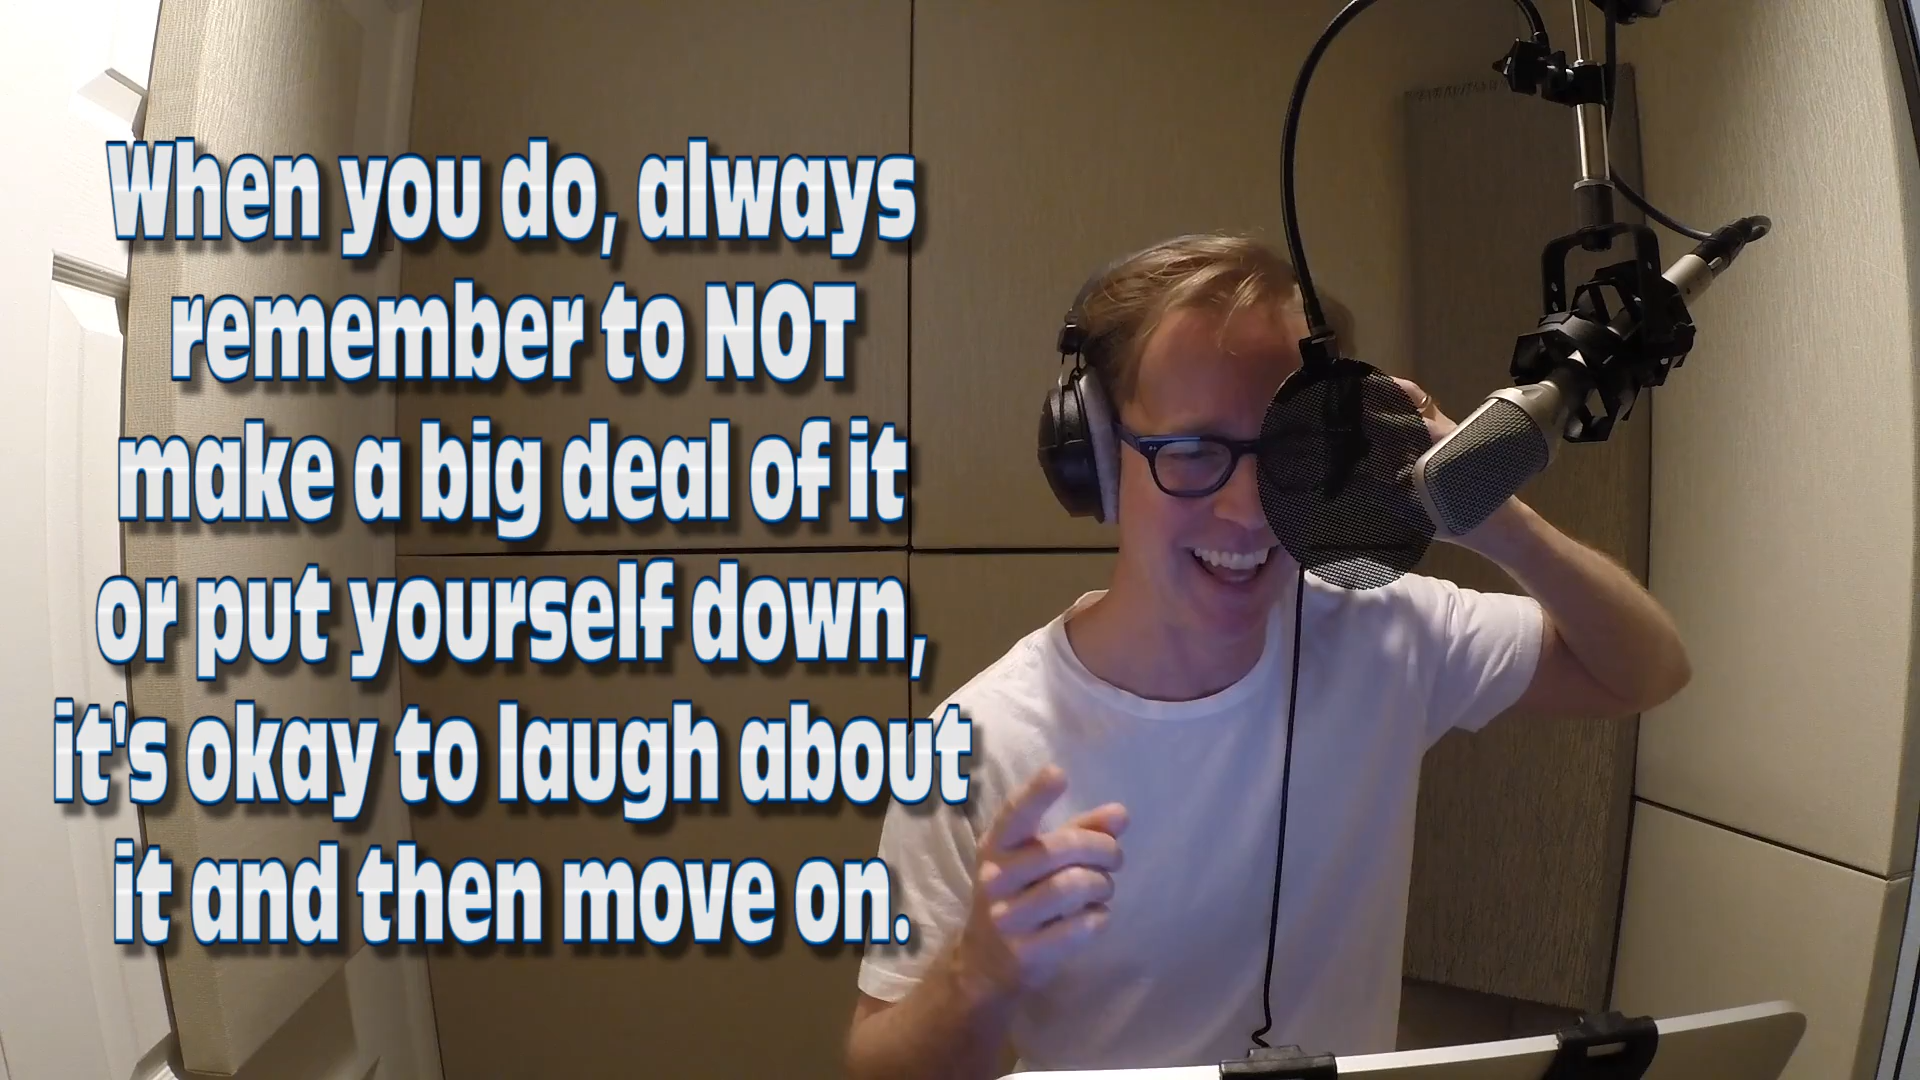 When you do, always
remember to NOT
make a big deal of it
or put yourself down,
it's okay to laugh about
it and then move on.